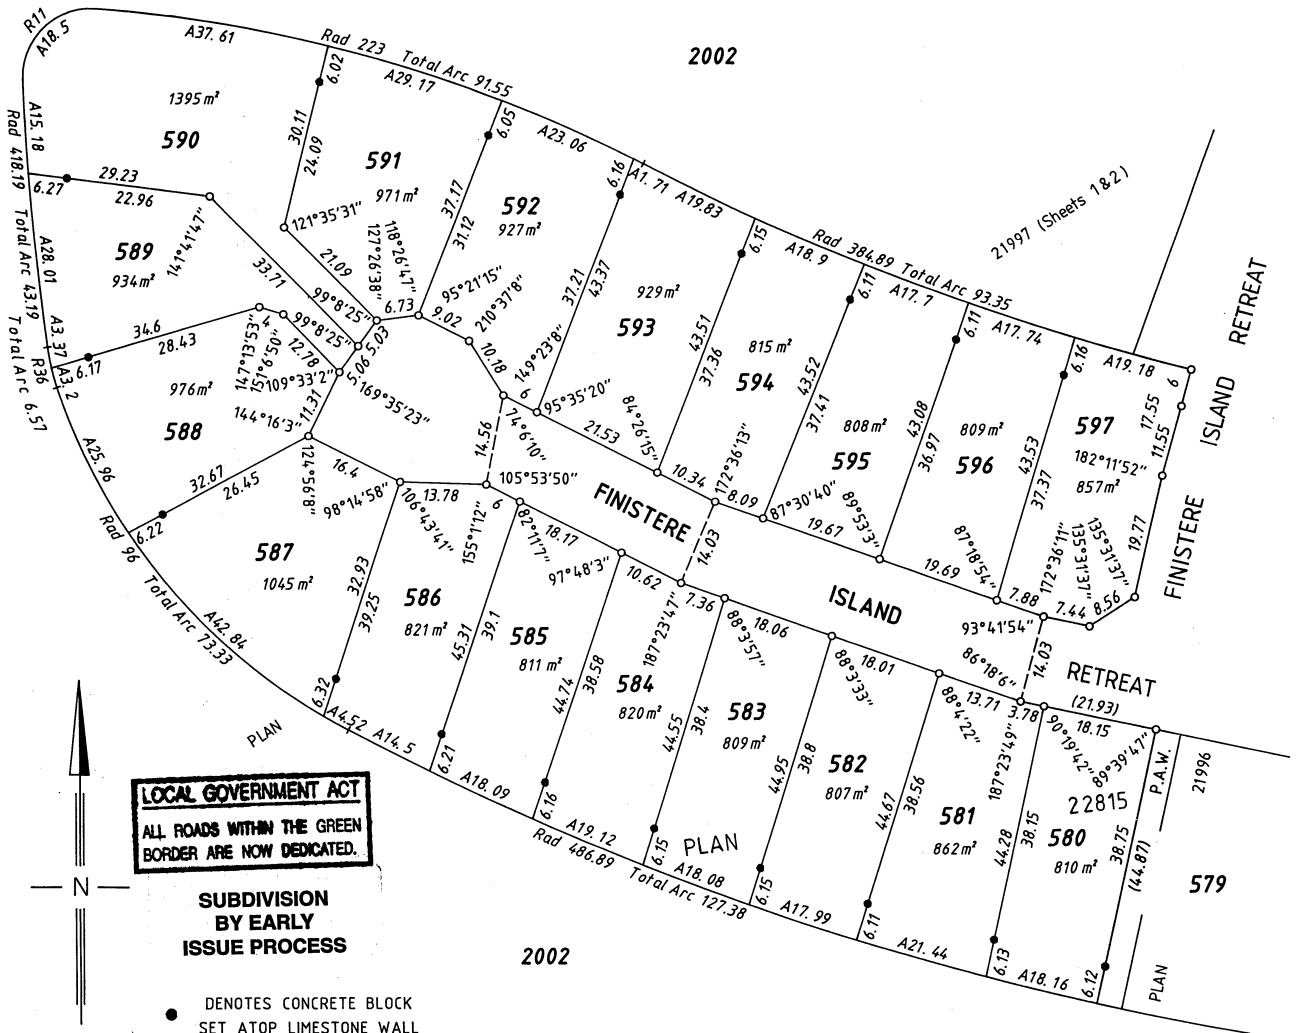 R11
A18.5
A37.61
Rad 223 Total Arc 91.55
2002
6.02
A29.17
6.05
A23.06
6.16
A1.71
A19.83
6.15
A18.9
Rad 384.89 Total Arc 93.35
6.11
A17.7
6.11
A17.74
6.16
A19.18
6
21997 (Sheets 1&2)
FINISTERE ISLAND RETREAT
A15.18
Rad 418.19 Total Arc 43.19
1395m²
590
30.11
24.09
591
971m²
37.17
31.12
592
927m²
37.21
43.37
929m²
593
43.51
37.36
815m²
594
43.52
37.41
808m²
595
43.08
36.97
809m²
596
43.53
37.37
597
182°11'52"
857m²
17.55
11.55
19.77
6.27
29.23
22.96
A28.01
589
934m²
141°41'47"
33.71
121°35'31"
21.09
127°26'38"
118°26'47"
6.73
95°21'15"
9.02
210°37'8"
10.18
149°23'8"
6
95°35'20"
21.53
84°26'15"
10.34
172°36'13"
8.09
87°30'40"
19.67
89°53'3"
19.69
87°18'54"
7.88
172°36'11"
135°31'37"
135°31'37"
7.44
8.56
A3.37
R36
A3.2
Total Arc 6.57
34.6
28.43
6.17
4
99°8'25"
99°8'25"
5.03
5.06
12.78
147°13'53"
151°6'50"
109°33'2"
5
169°35'23"
11.31
144°16'3"
976m²
588
A25.96
32.67
26.45
6.22
Rad 96 Total Arc 73.33
124°56'8"
16.4
98°14'58"
13.78
106°43'41"
14.56
74°6'10"
105°53'50"
155°1'12"
6
82°11'7"
18.17
97°48'3"
10.62
14.03
7.36
187°23'47"
88°3'57"
18.06
88°3'33"
18.01
88°4'22"
13.71
3.78
86°18'6"
93°41'54"
14.03
187°23'49"
90°19'42"
(21.93)
18.15
89°39'47"
FINISTERE ISLAND RETREAT
587
1045m²
A42.84
32.93
39.25
6.32
586
821m²
45.31
39.1
6.21
585
811m²
44.74
38.58
6.16
584
820m²
44.55
38.4
6.15
583
809m²
44.95
38.8
6.15
582
807m²
44.67
38.56
6.11
581
862m²
44.28
38.15
6.13
22815
580
810m²
38.75
(44.87)
6.12
P.A.W.
21996
579
PLAN
A4.52
A14.5
A18.09
A19.12
Rad 486.89 Total Arc 127.38
A18.08
A17.99
A21.44
A18.16
PLAN
PLAN
2002
LOCAL GOVERNMENT ACT
ALL ROADS WITHIN THE GREEN
BORDER ARE NOW DEDICATED.
N
SUBDIVISION
BY EARLY
ISSUE PROCESS
DENOTES CONCRETE BLOCK
SET ATOP LIMESTONE WALL